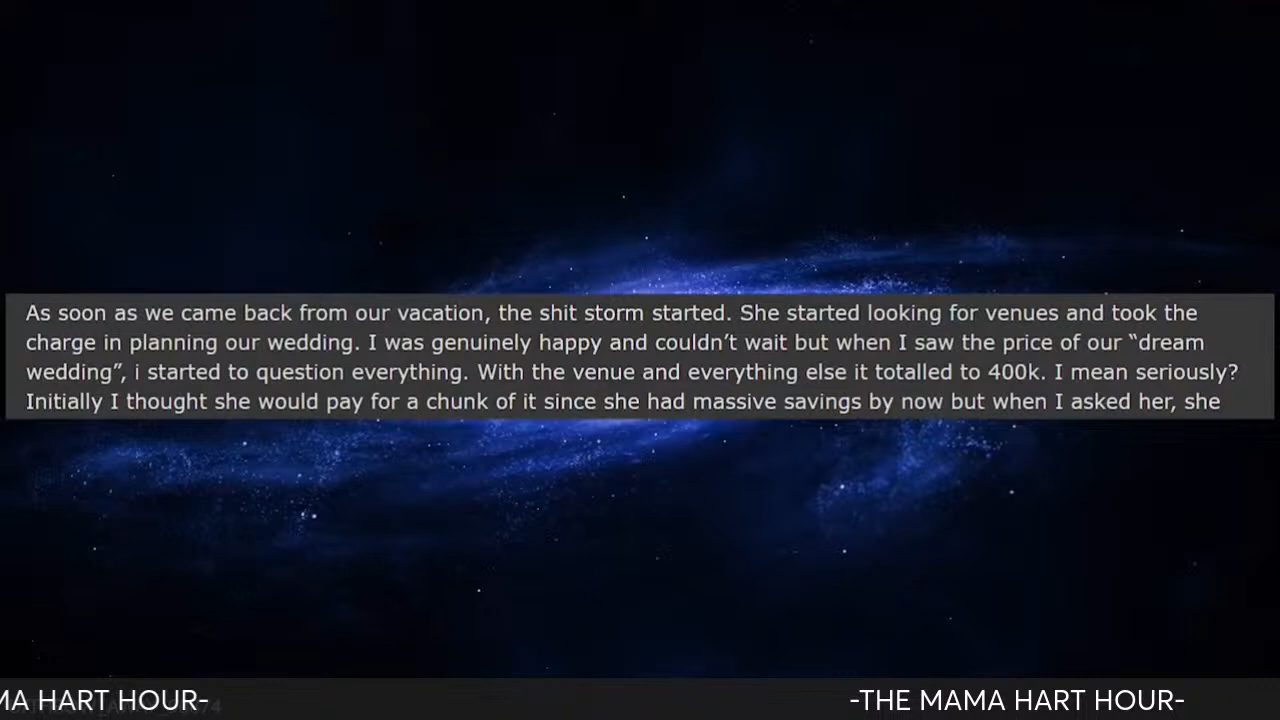 As soon as we came back from our vacation, the shit storm started. She started looking for venues and took the
charge in planning our wedding. I was genuinely happy and couldn’t wait but when I saw the price of our “dream
wedding”, i started to question everything. With the venue and everything else it totalled to 400k. I mean seriously?
Initially I thought she would pay for a chunk of it since she had massive savings by now but when I asked her, she
MA HART HOUR- -THE MAMA HART HOUR-